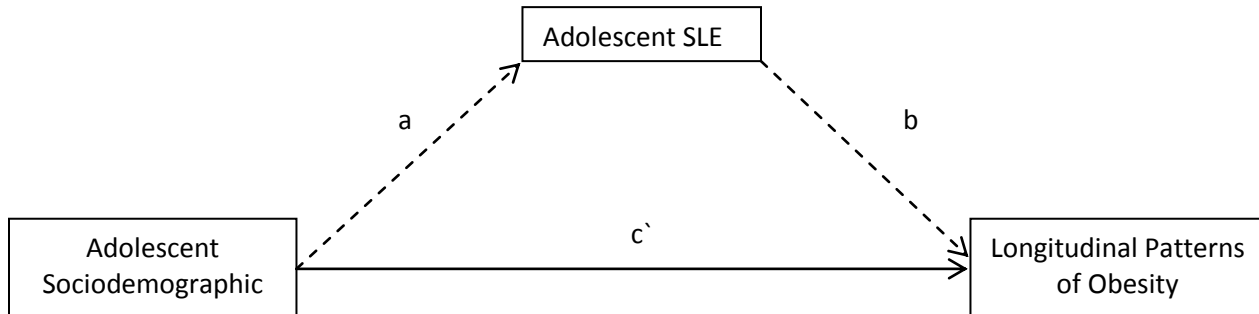 Adolescent SLE
a
b
c`
Adolescent
Sociodemographic
Longitudinal Patterns
of Obesity